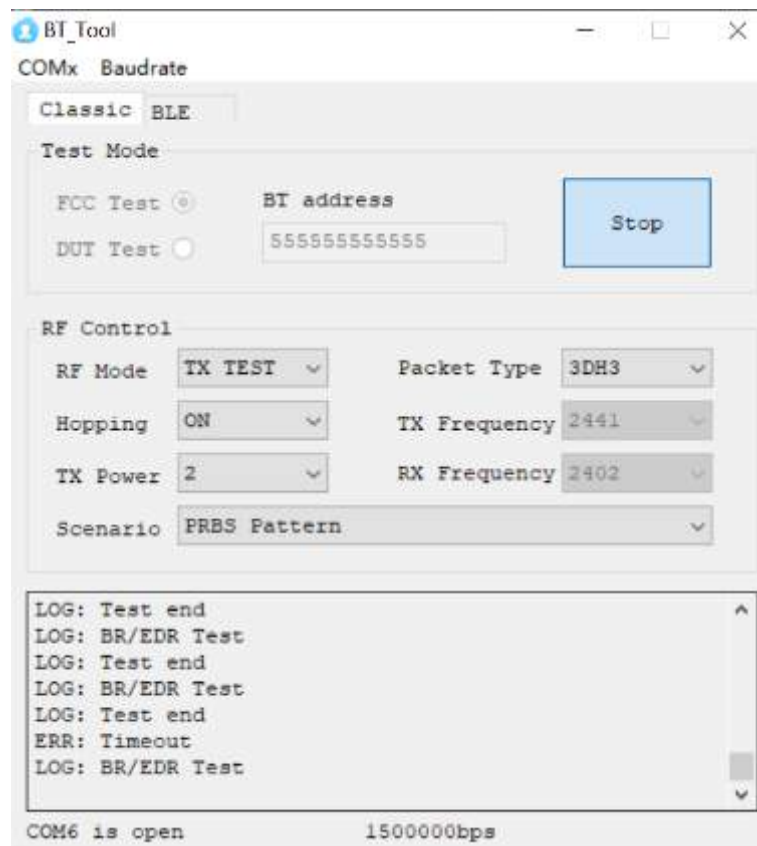 BT_Tool
COMx Baudrate
Classic BLE
Test Mode
FCC Test BT address
Stop
DUT Test 555555555555
RF Control
RF Mode TX TEST Packet Type 3DH3
Hopping ON TX Frequency 2441
TX Power 2 RX Frequency 2402
Scenario PRBS Pattern
LOG: Test end
LOG: BR/EDR Test
LOG: Test end
LOG: BR/EDR Test
LOG: Test end
ERR: Timeout
LOG: BR/EDR Test
COM6 is open 1500000bps